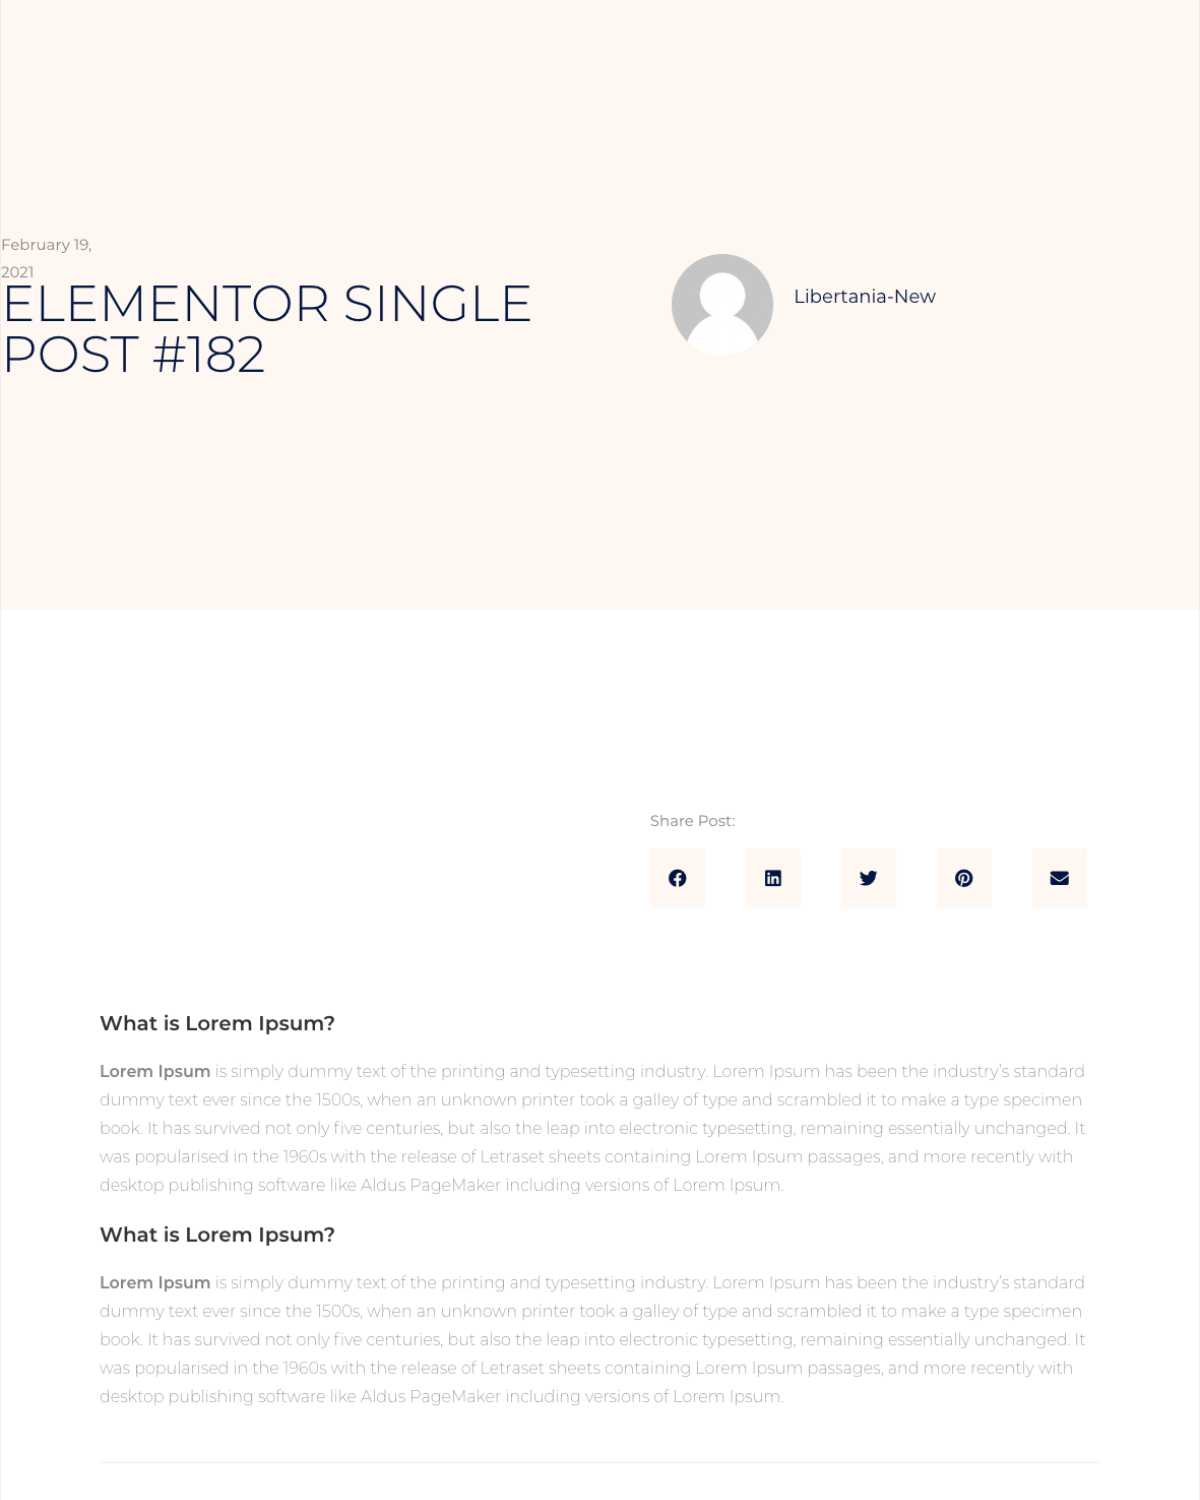 February 19,
2021
ELEMENTOR SINGLE
POST #182
Libertania-New
Share Post:
What is Lorem Ipsum?
Lorem Ipsum is simply dummy text of the printing and typesetting industry. Lorem Ipsum has been the industry’s standard
dummy text ever since the 1500s, when an unknown printer took a galley of type and scrambled it to make a type specimen
book. It has survived not only five centuries, but also the leap into electronic typesetting, remaining essentially unchanged. It
was popularised in the 1960s with the release of Letraset sheets containing Lorem Ipsum passages, and more recently with
desktop publishing software like Aldus PageMaker including versions of Lorem Ipsum.
What is Lorem Ipsum?
Lorem Ipsum is simply dummy text of the printing and typesetting industry. Lorem Ipsum has been the industry’s standard
dummy text ever since the 1500s, when an unknown printer took a galley of type and scrambled it to make a type specimen
book. It has survived not only five centuries, but also the leap into electronic typesetting, remaining essentially unchanged. It
was popularised in the 1960s with the release of Letraset sheets containing Lorem Ipsum passages, and more recently with
desktop publishing software like Aldus PageMaker including versions of Lorem Ipsum.